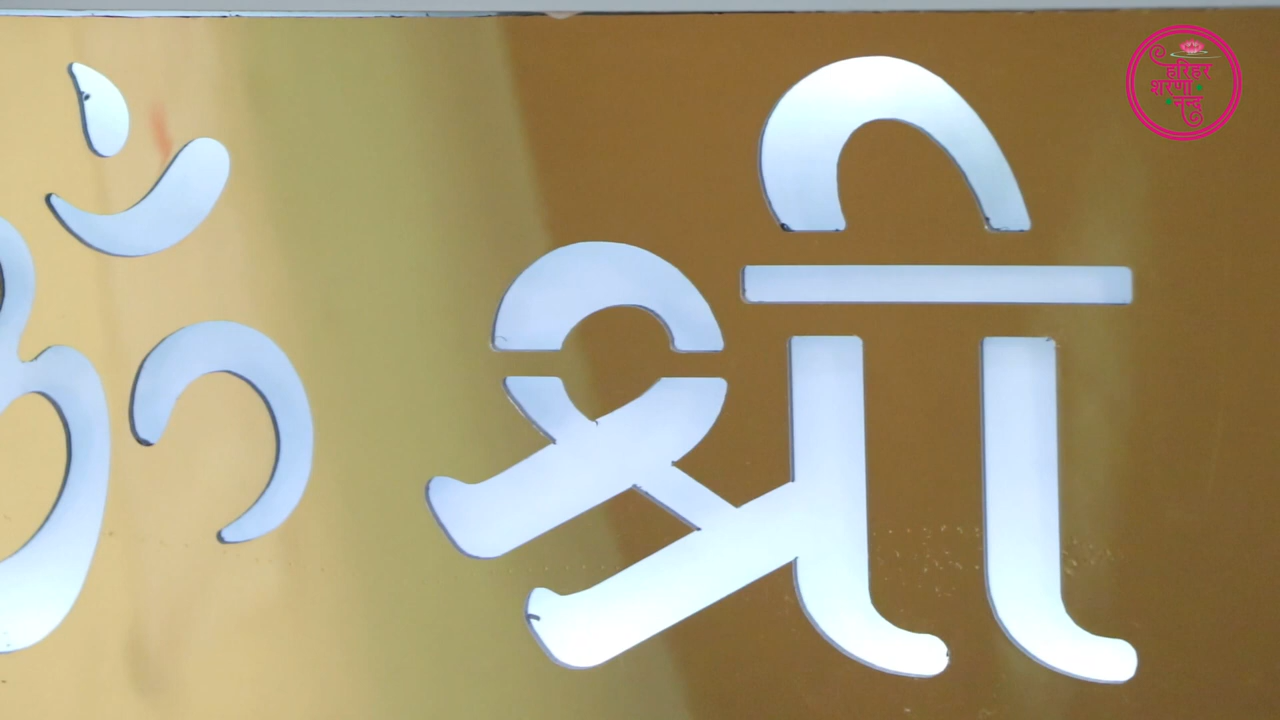 ॐ श्री
हरिहर
शरणा
नन्द